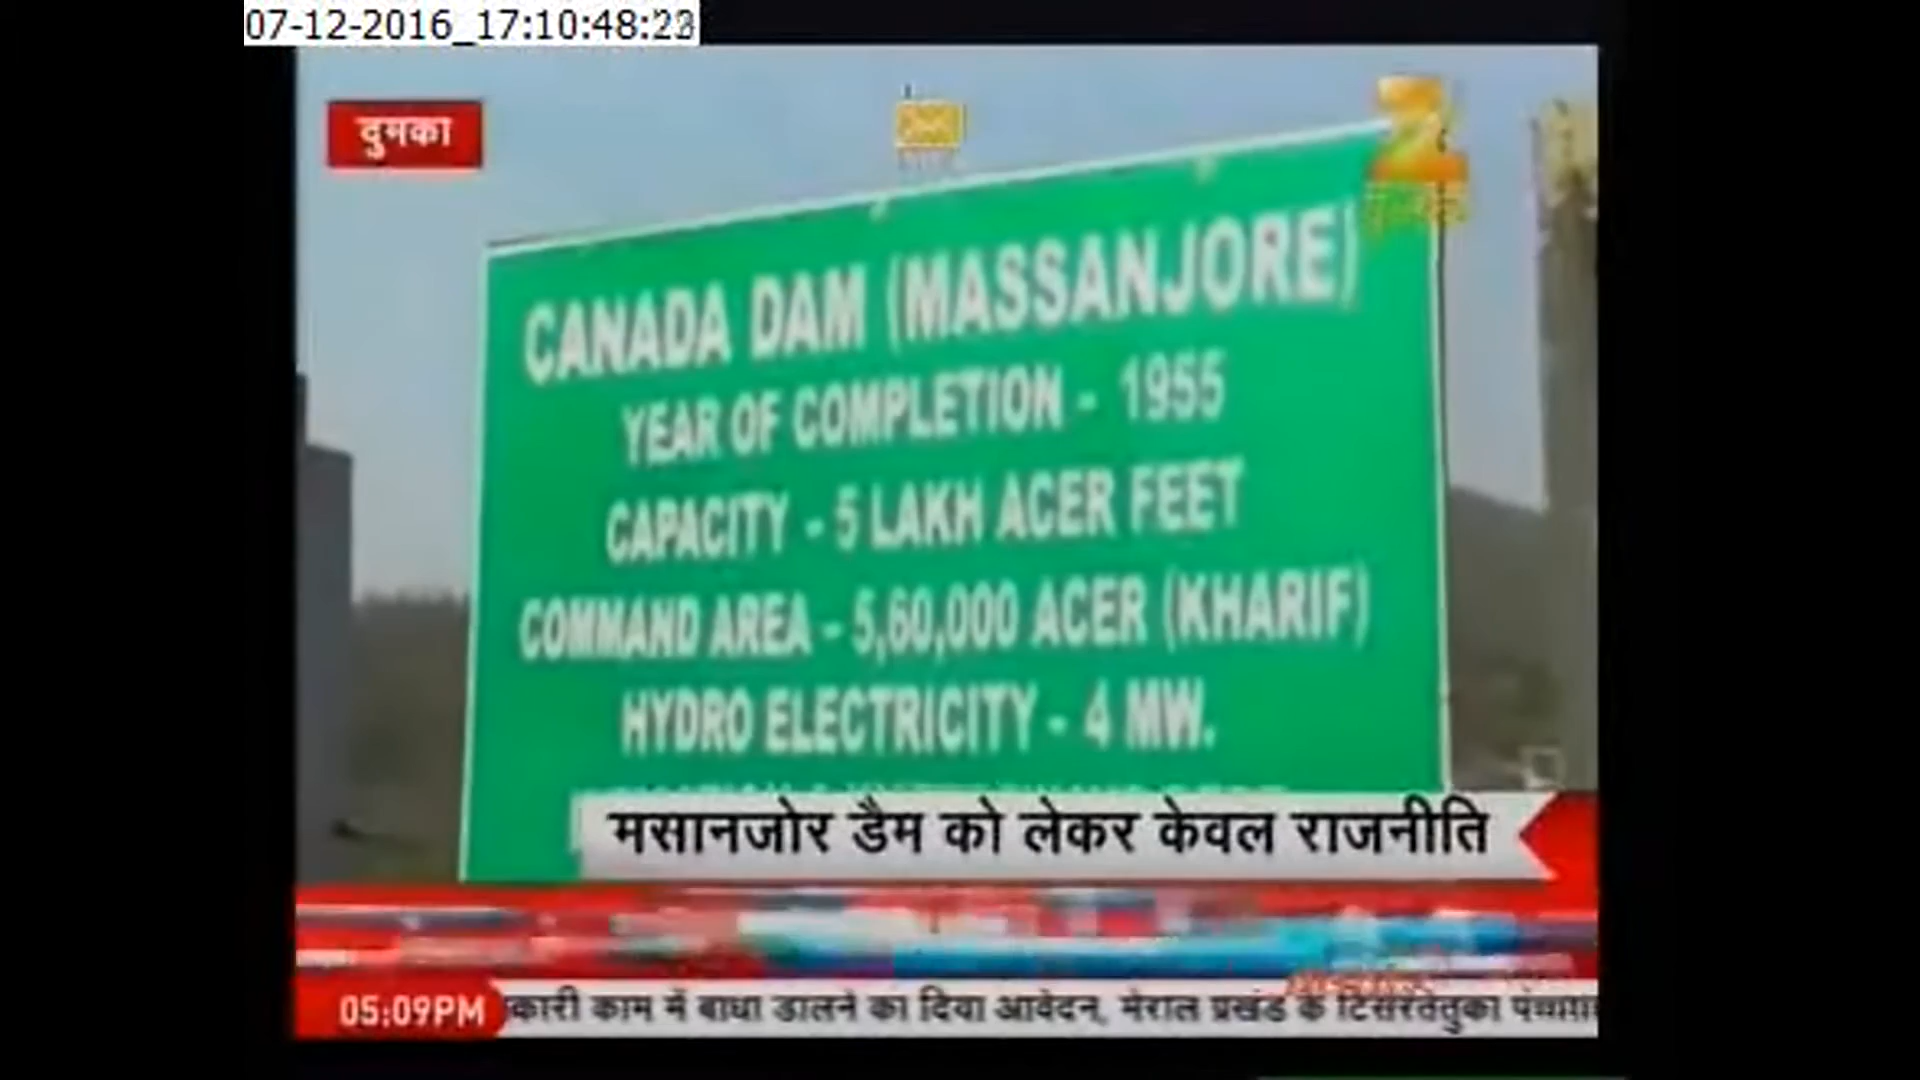 07-12-2016_17:10:48:23
दुमका
CANADA DAM (MASSANJORE)
YEAR OF COMPLETION - 1955
CAPACITY - 5 LAKH ACER FEET
COMMAND AREA - 5,60,000 ACER (KHARIF)
HYDRO ELECTRICITY - 4 MW.
मसानजोर डैम को लेकर केवल राजनीति
05:09PM
कारी काम में बाधा डालने का दिया आवेदन, मेराल प्रखंड के